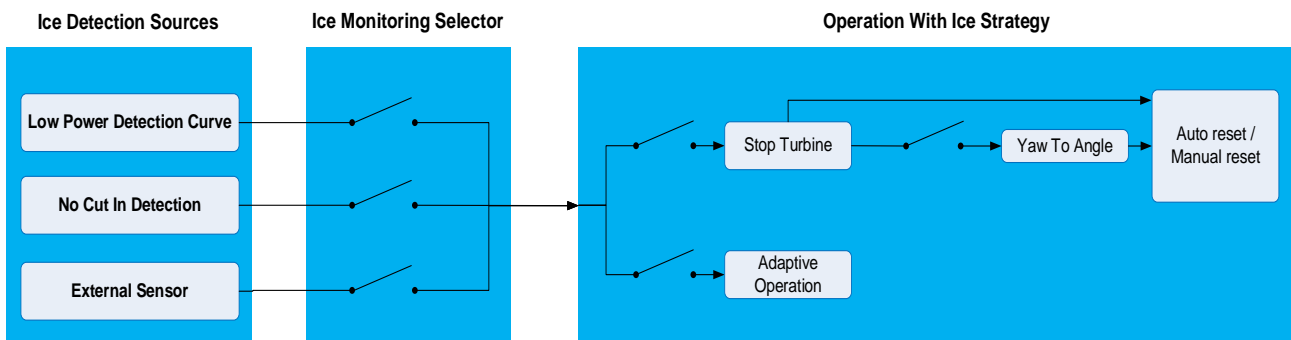 Ice Detection Sources
Ice Monitoring Selector
Operation With Ice Strategy
Low Power Detection Curve
No Cut In Detection
External Sensor
Stop Turbine
Yaw To Angle
Auto reset /
Manual reset
Adaptive
Operation